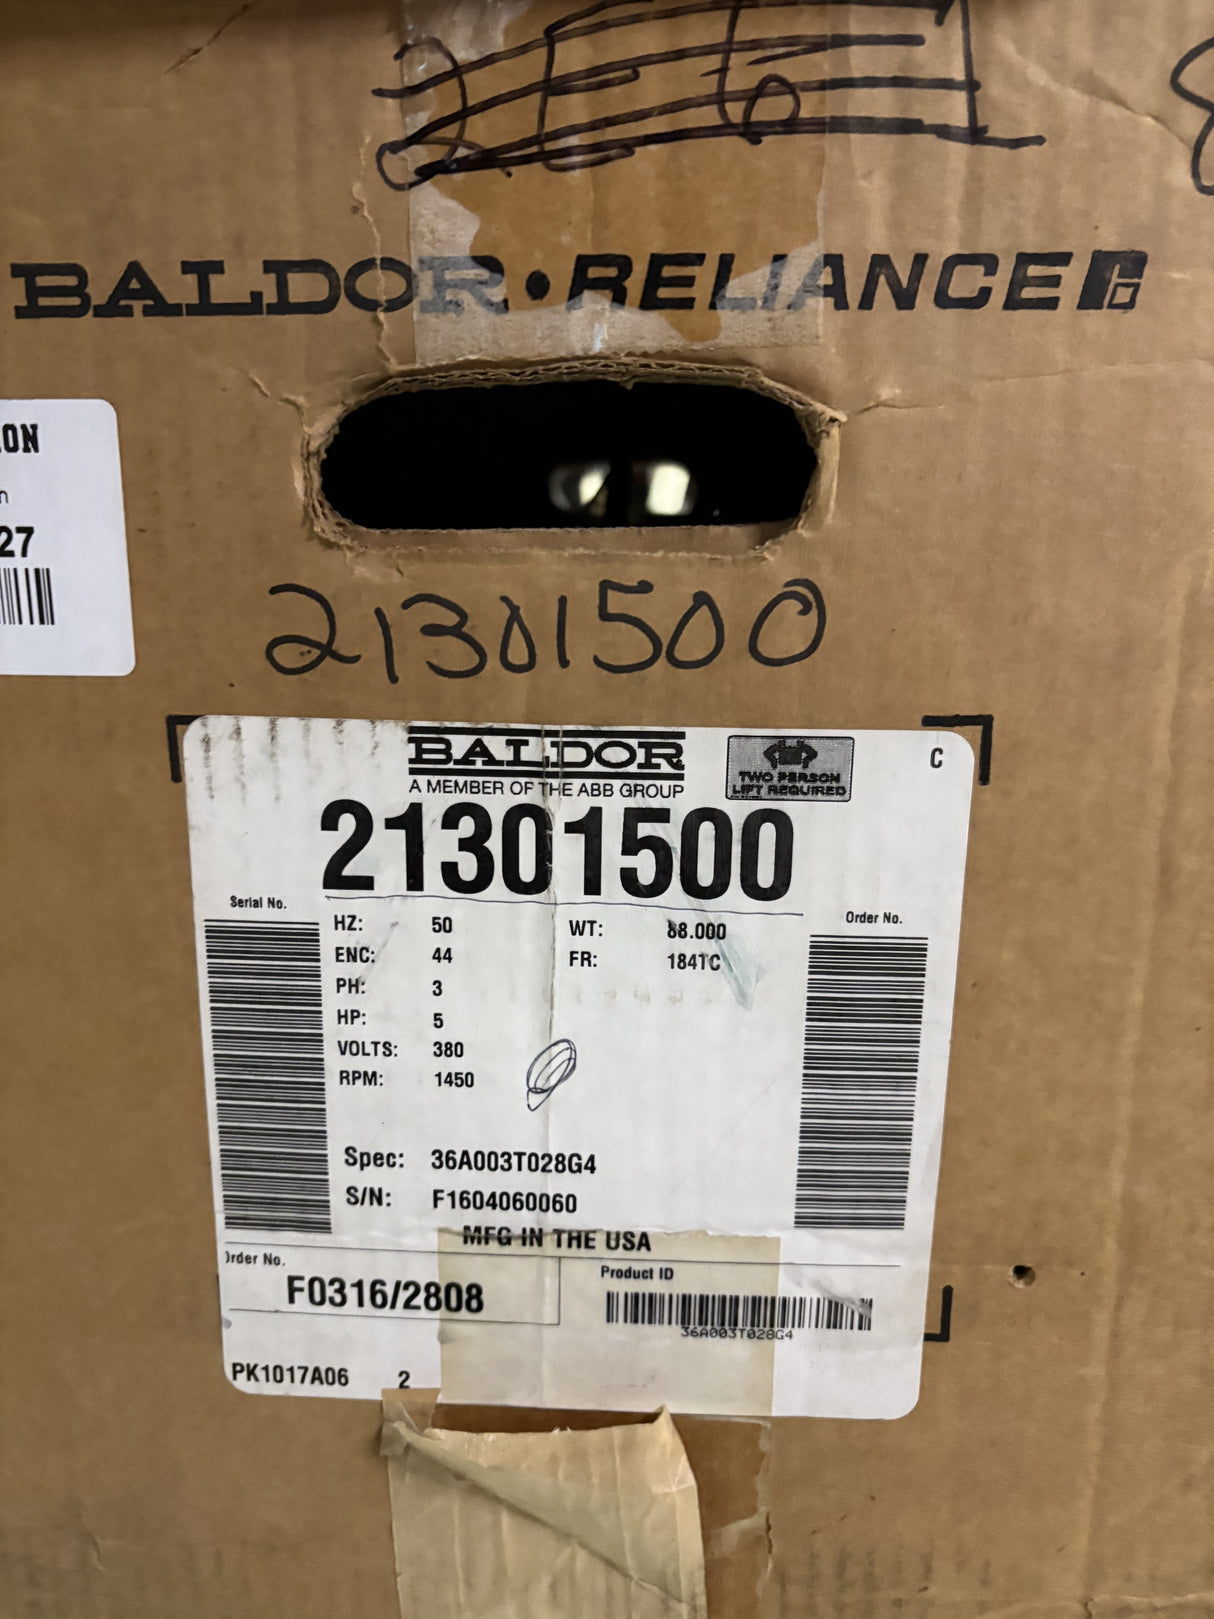 BALDOR • RELIANCE
ON
n
27
21301500
BALDOR
A MEMBER OF THE ABB GROUP
TWO PERSON
LIFT REQUIRED
C
21301500
Serial No.
Order No.
HZ: 50
WT: 88.000
ENC: 44
FR: 184TC
PH: 3
HP: 5
VOLTS: 380
RPM: 1450
Spec: 36A003T028G4
S/N: F1604060060
MFG IN THE USA
Order No.
F0316/2808
Product ID
36A003T028G4
PK1017A06 2